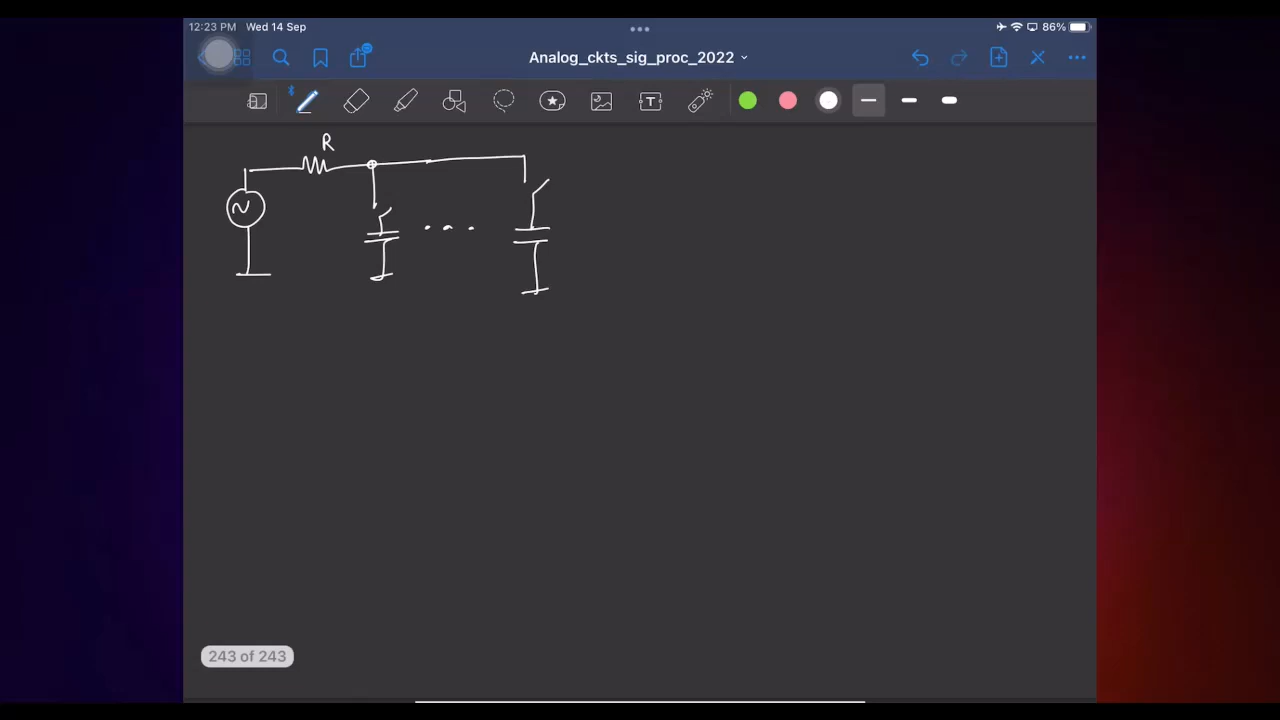 12:23 PM Wed 14 Sep
86%
Analog_ckts_sig_proc_2022
T
R
243 of 243